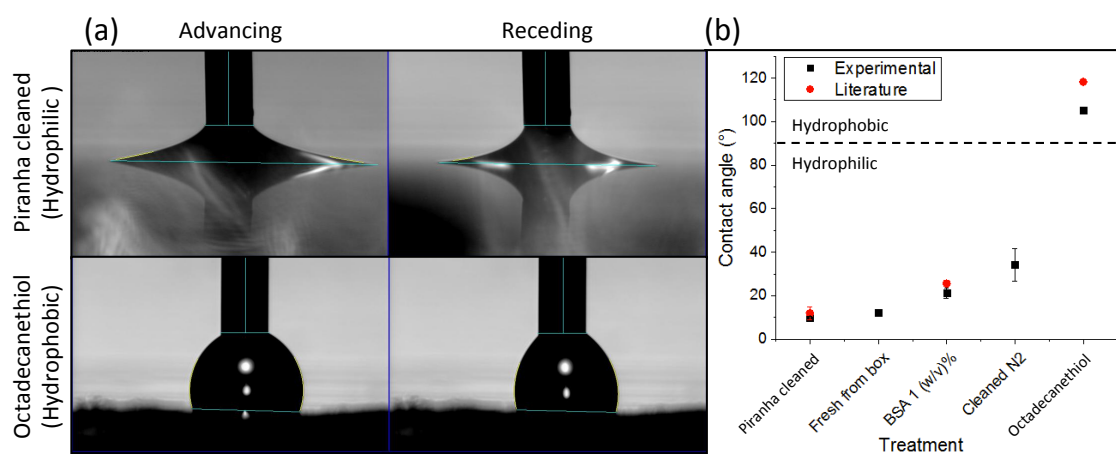 (a)
Advancing
Receding
Piranha cleaned
(Hydrophilic )
Octadecanethiol
(Hydrophobic)
(b)
Experimental
Literature
Hydrophobic
Hydrophilic
Contact angle (°)
120
100
80
60
40
20
0
Piranha cleaned
Fresh from box
BSA 1 (w/v)%
Cleaned N2
Octadecanethiol
Treatment